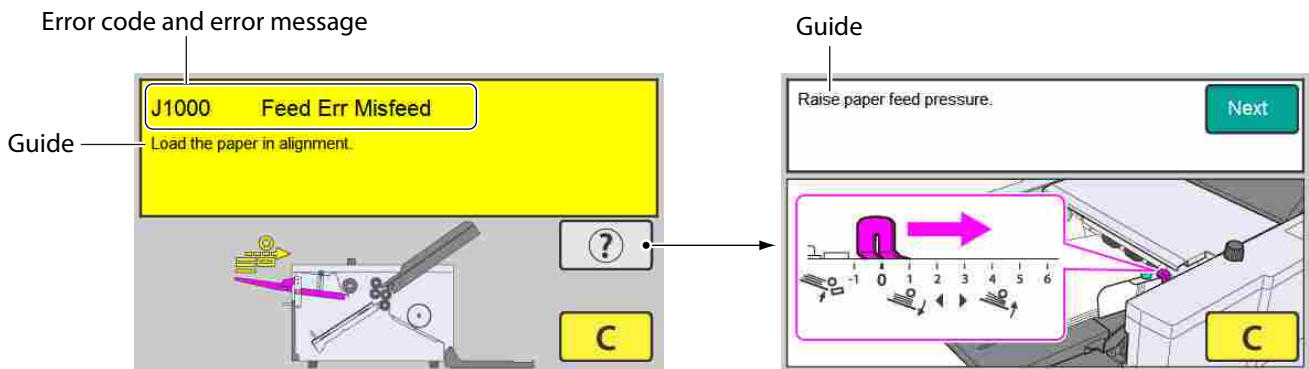 Error code and error message
Guide
J1000 Feed Err Misfeed
Load the paper in alignment.
Guide
?
C
Raise paper feed pressure.
Next
-1 0 1 2 3 4 5 6
C